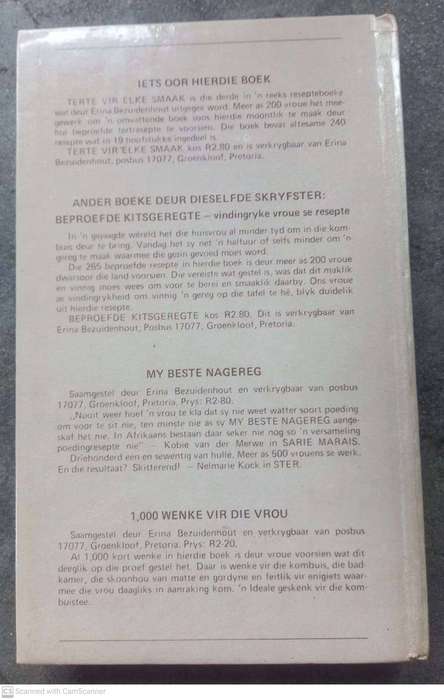 IETS OOR HIERDIE BOEK
TERTE VIR ELKE SMAAK is die derde in 'n reeks resepteboeke
wat deur Erina Bezuidenhout uitgegee word. Meer as 200 vroue het mee-
gewerk om 'n omvattende boek soos hierdie moontlik te maak deur
hul beproefde tertresepte te voorsien. Die boek bevat altesame 240
resepte wat in 19 hoofstukke ingedeel is.
TERTE VIR ELKE SMAAK kos R2.80 en is verkrygbaar van Erina
Bezuidenhout, posbus 17077, Groenkloof, Pretoria.
ANDER BOEKE DEUR DIESELFDE SKRYFSTER:
BEPROEFDE KITSGEREGTE — vindingryke vroue se resepte
In 'n gejaagde wêreld het die huisvrou al minder tyd om in die kom-
buis deur te bring. Vandag het sy net 'n halfuur of selfs minder om 'n
gereg te maak waarmee die gesin gevoed moes word.
Die 265 beproefde resepte in hierdie boek is deur meer as 200 vroue
dwarsoor die land voorsien. Die vereiste wat gestel is, was dat dit maklik
en vinnig moes wees om voor te berei en smaaklik daarby. Ons vroue
se vindingrykheid om vinnig 'n gereg op die tafel te hê, blyk duidelik
uit hierdie resepte.
BEPROEFDE KITSGEREGTE kos R2.80. Dit is verkrygbaar van
Erina Bezuidenhout, Posbus 17077, Groenkloof, Pretoria.
MY BESTE NAGEREG
Saamgestel deur Erina Bezuidenhout en verkrygbaar van posbus
17077, Groenkloof, Pretoria. Prys: R2-80.
„Nooit weer hoef 'n vrou te kla dat sy nie weet watter soort poeding
om voor te sit nie, ten minste nie as sy MY BESTE NAGEREG aange-
skaf het nie. In Afrikaans bestaan daar seker nie nog so 'n versameling
poedingresepte nie" — Kobie van der Merwe in SARIE MARAIS.
Driehonderd een en sewentig van hulle. Meer as 500 vrouens se werk.
En die resultaat? Skitterend! — Nelmarie Kock in STER.
1,000 WENKE VIR DIE VROU
Saamgestel deur Erina Bezuidenhout en verkrygbaar van posbus
17077, Groenkloof, Pretoria. Prys: R2-20.
Al 1,000 kort wenke in hierdie boek is deur vroue voorsien wat dit
deeglik op die proef gestel het. Daar is wenke vir die kombuis, die bad-
kamer, die skoonhou van matte en gordyne en feitlik vir enigiets waar-
mee die vrou daagliks in aanraking kom. 'n Ideale geskenk vir die kom-
buistee.
CS Scanned with CamScanner